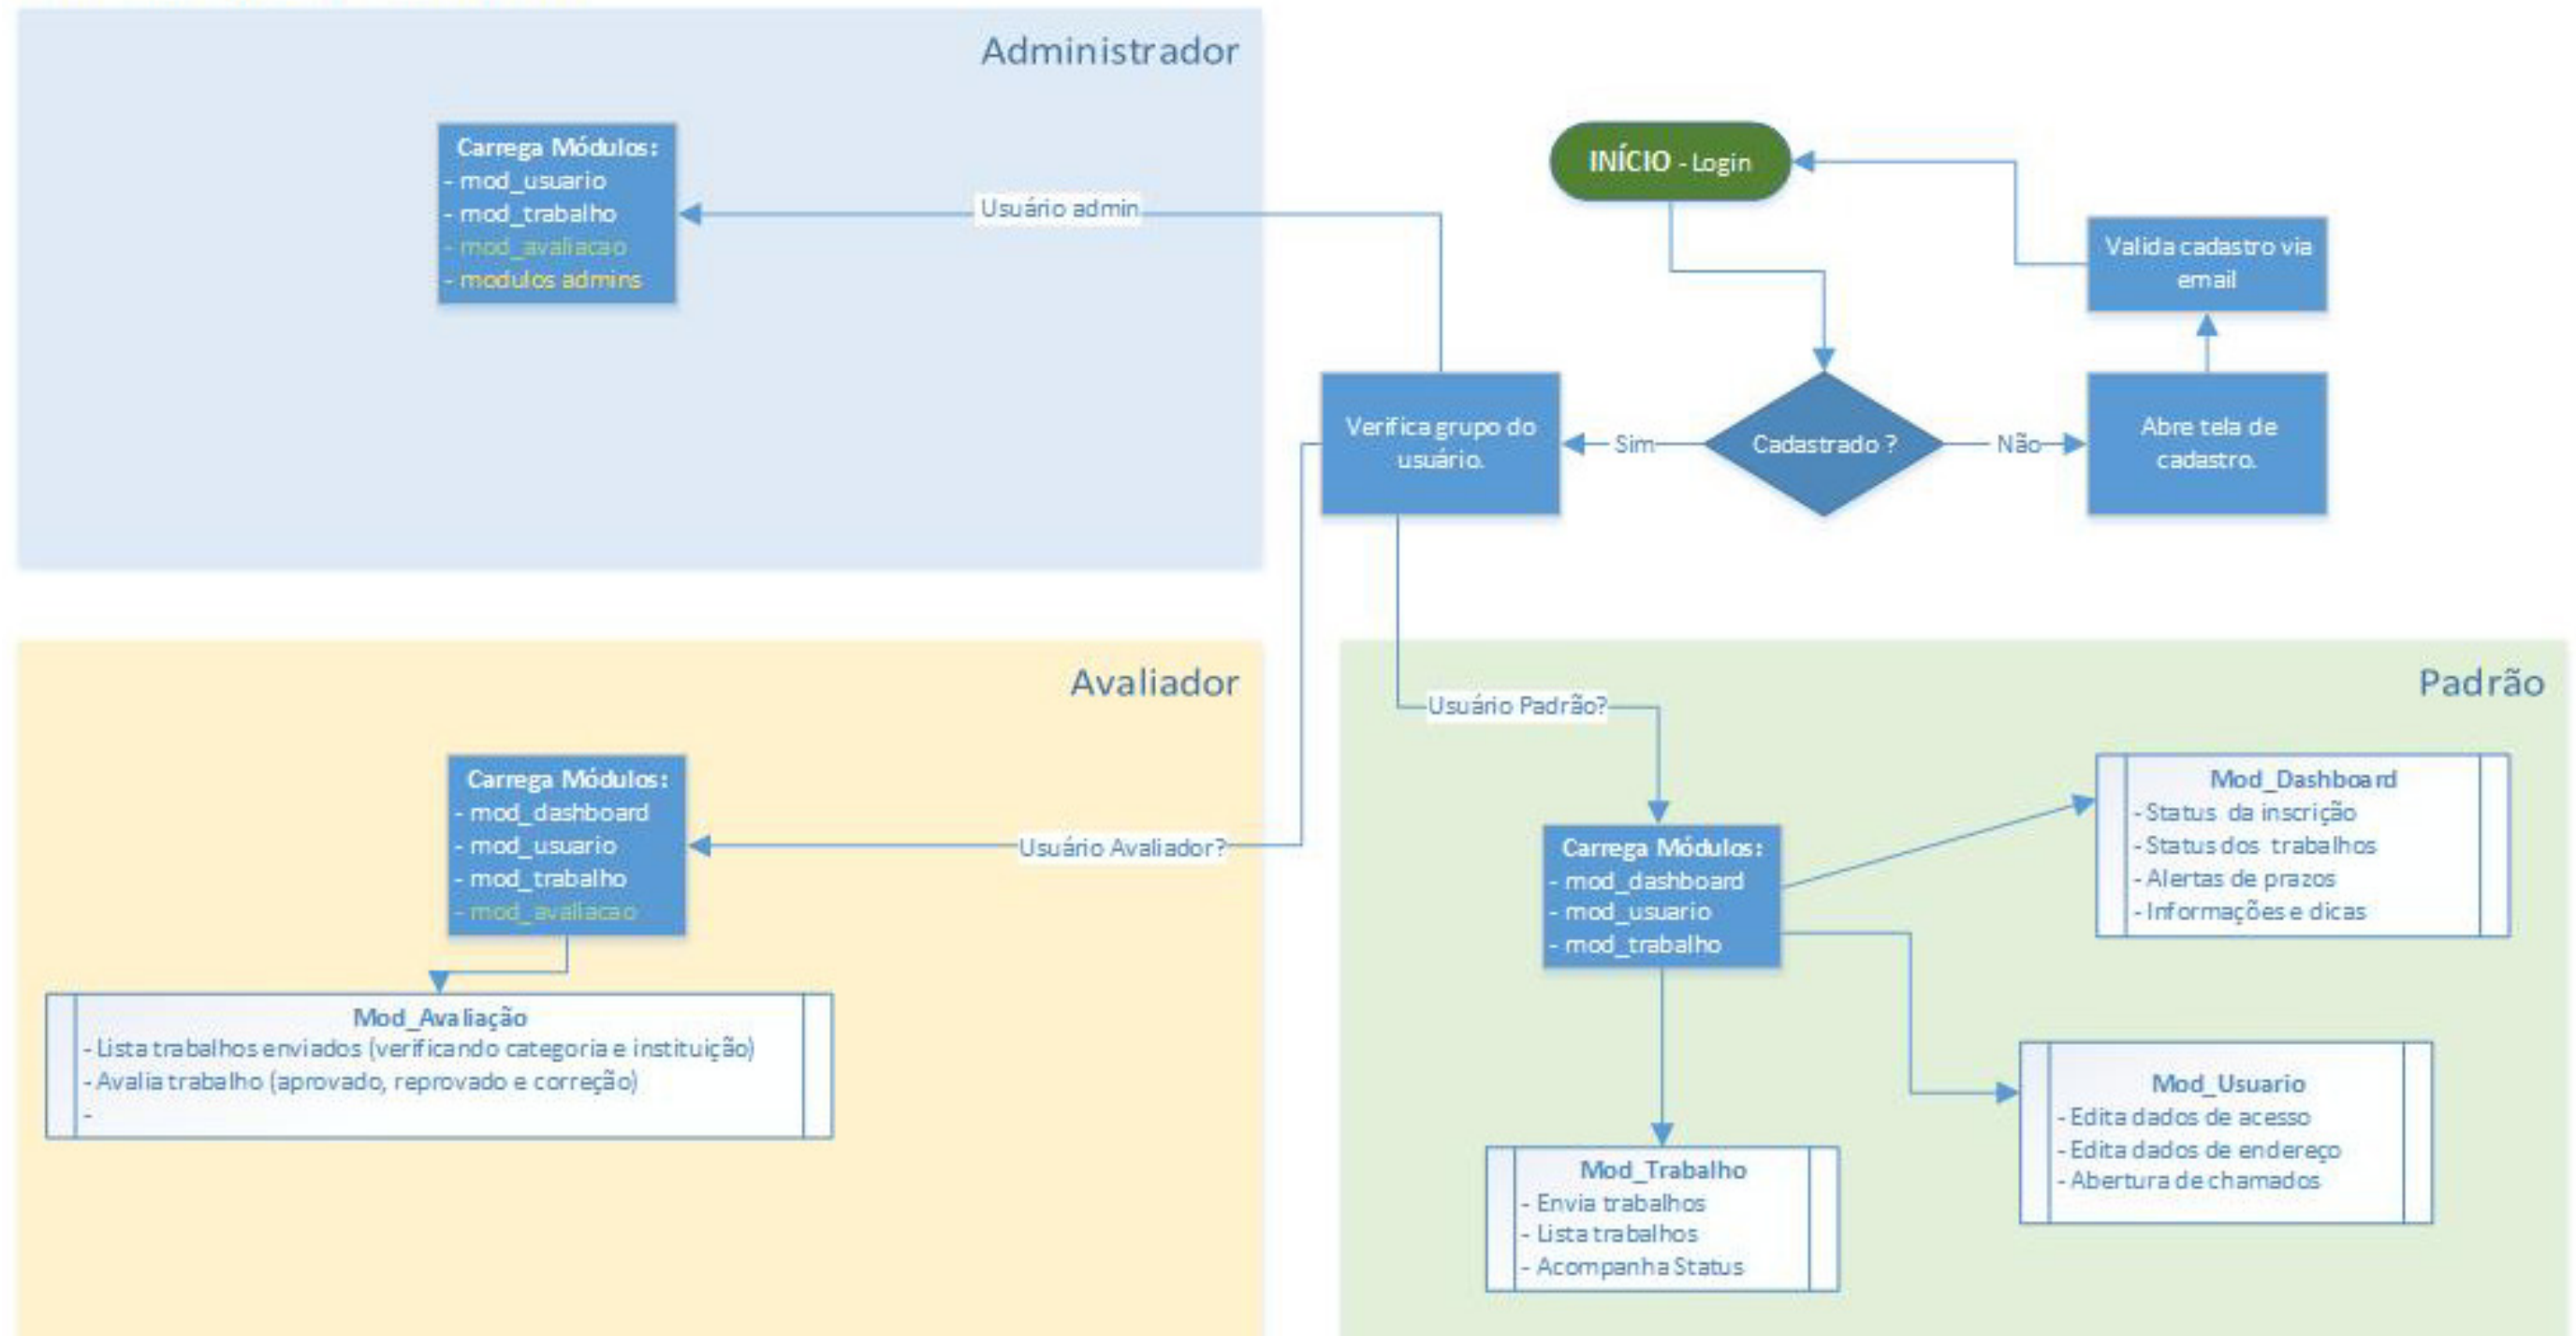 Administrador
Carrega Módulos:
- mod_usuario
- mod_trabalho
- mod_avaliacao
- modulos admins
Usuário admin
INÍCIO - Login
Valida cadastro via
email
Verifica grupo do
usuário.
Sim
Cadastrado ?
Não
Abre tela de
cadastro.
Avaliador
Carrega Módulos:
- mod_dashboard
- mod_usuario
- mod_trabalho
- mod_avaliacao
Usuário Avaliador?
Mod_Avaliação
- Lista trabalhos enviados (verificando categoria e instituição)
- Avalia trabalho (aprovado, reprovado e correção)
-
Padrão
Usuário Padrão?
Carrega Módulos:
- mod_dashboard
- mod_usuario
- mod_trabalho
Mod_Dashboard
- Status da inscrição
- Status dos trabalhos
- Alertas de prazos
- Informações e dicas
Mod_Usuario
- Edita dados de acesso
- Edita dados de endereço
- Abertura de chamados
Mod_Trabalho
- Envia trabalhos
- Lista trabalhos
- Acompanha Status